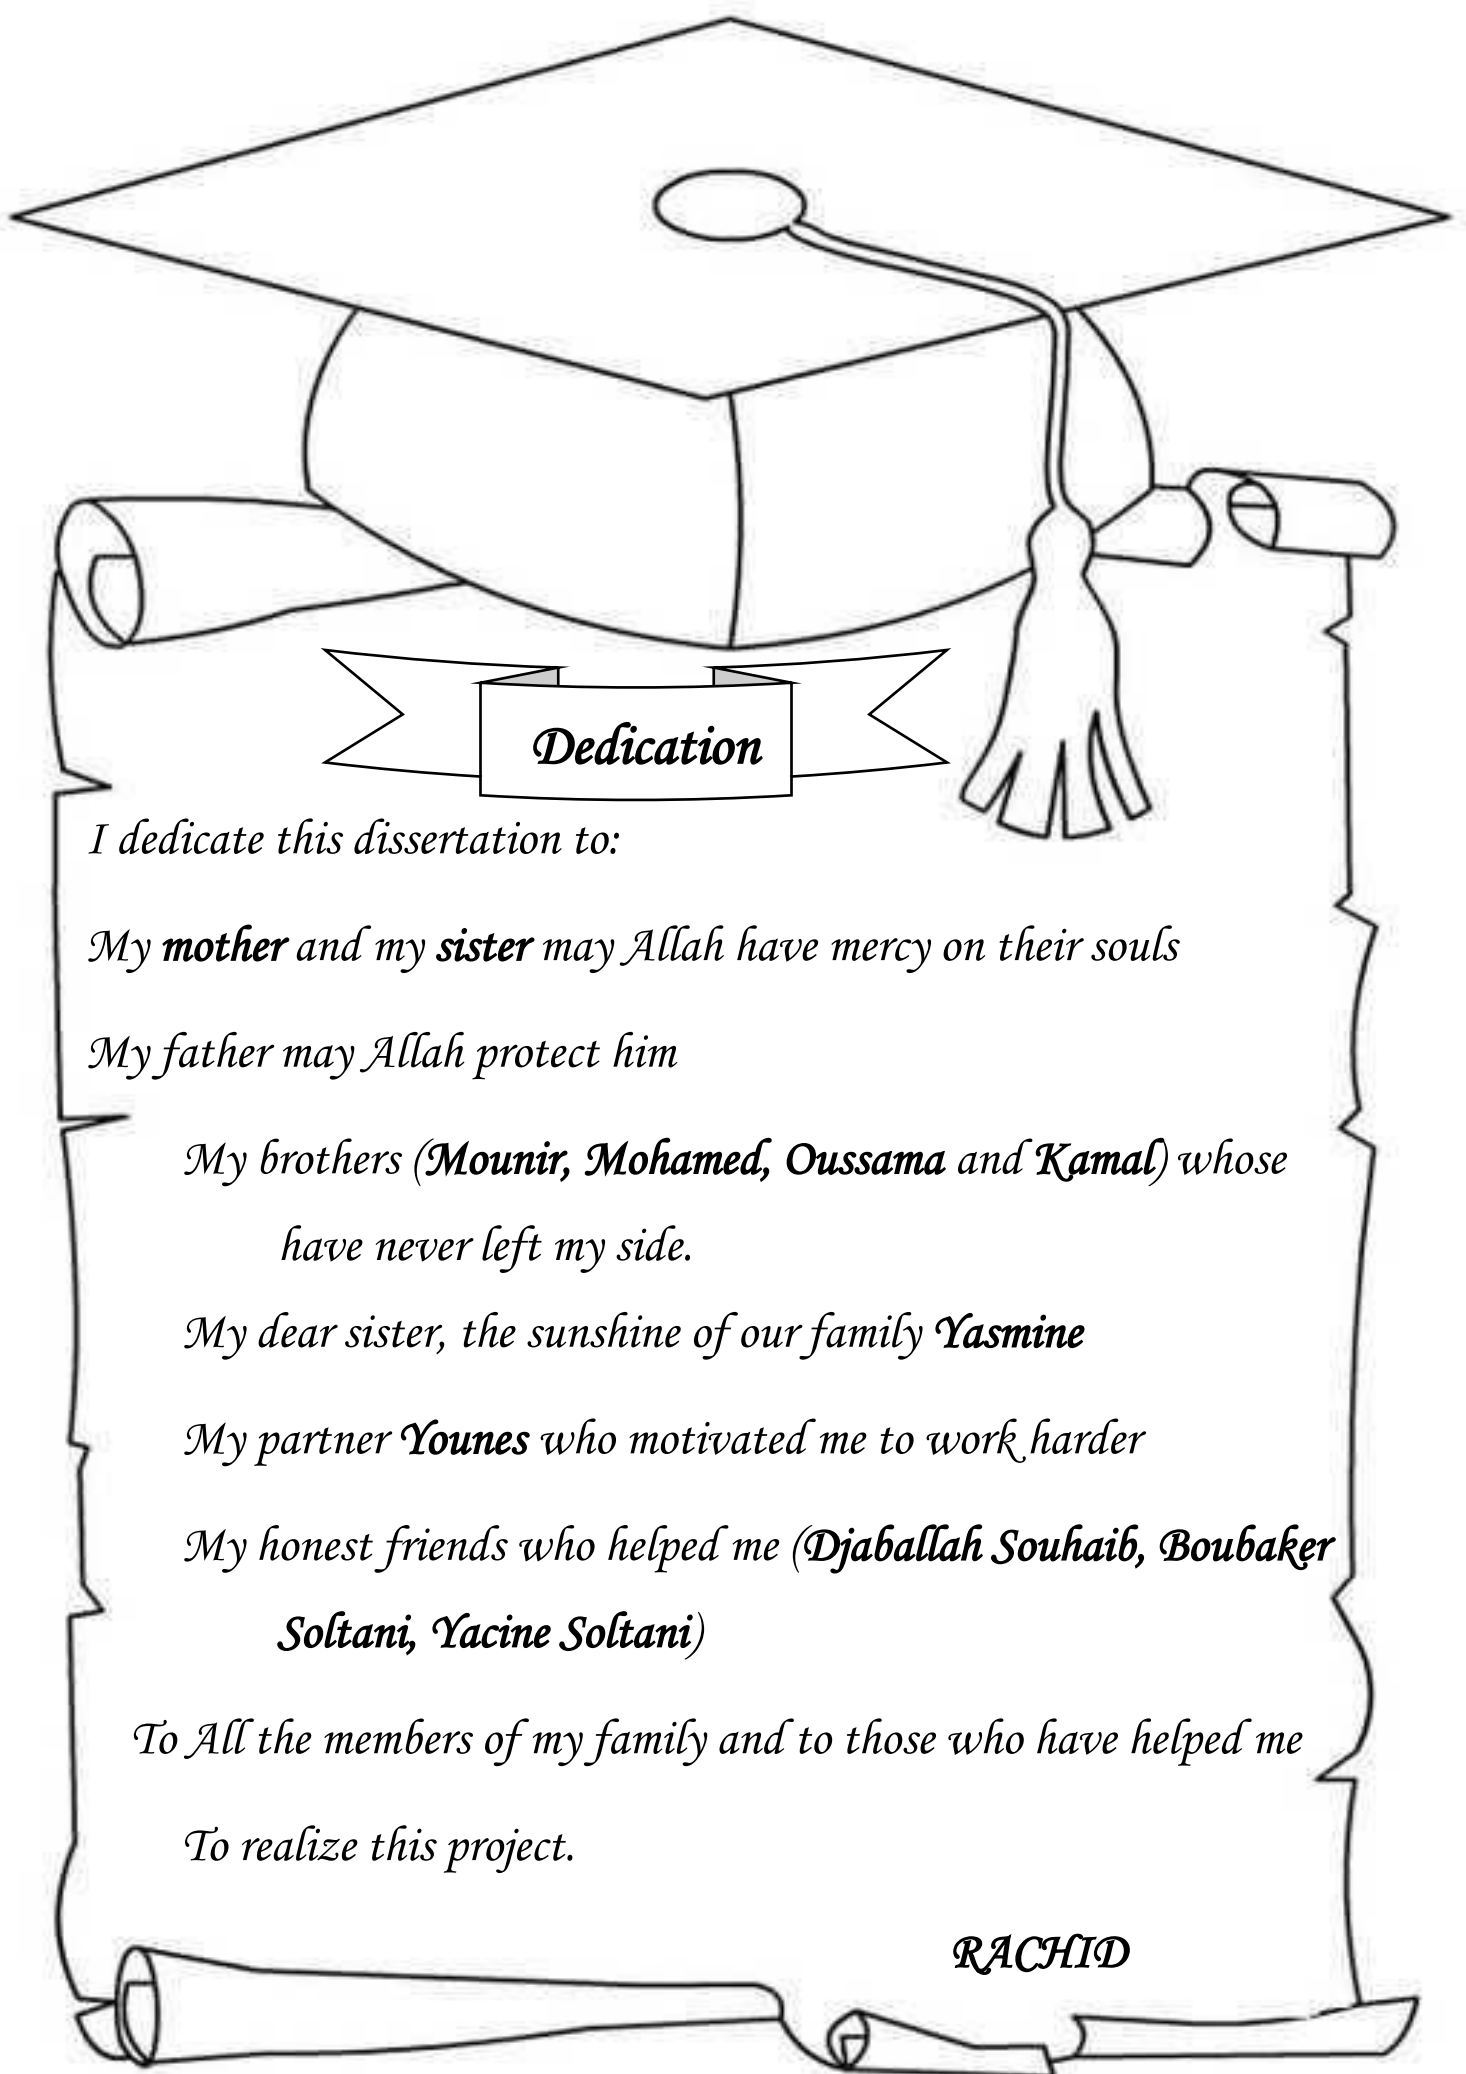 Dedication
I dedicate this dissertation to:
My mother and my sister may Allah have mercy on their souls
My father may Allah protect him
My brothers (Mounir, Mohamed, Oussama and Kamal) whose
have never left my side.
My dear sister, the sunshine of our family Yasmine
My partner Younes who motivated me to work harder
My honest friends who helped me (Djaballah Souhaib, Boubaker
Soltani, Yacine Soltani)
To All the members of my family and to those who have helped me
To realize this project.
RACHID